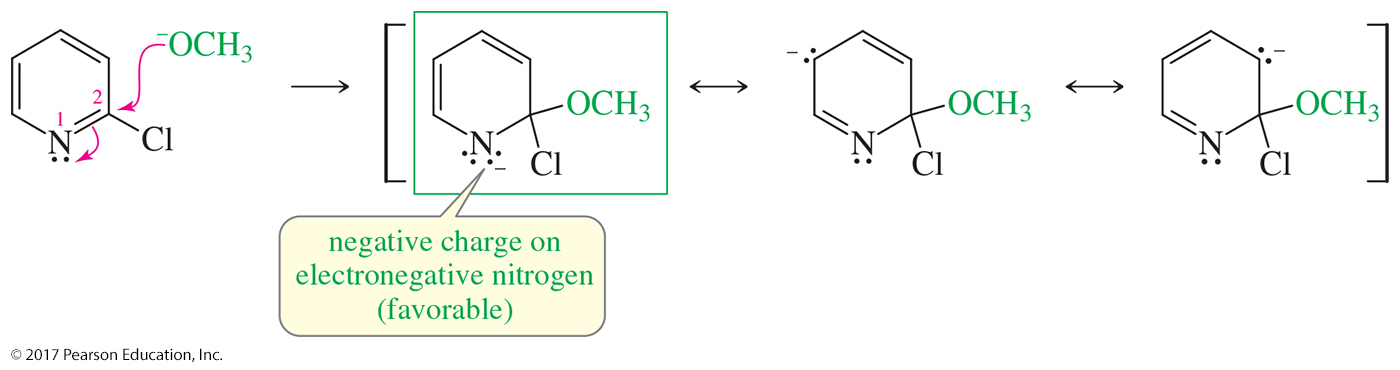 ⁻OCH₃
2
1
N
Cl
OCH₃
N
–
Cl
–
OCH₃
N
Cl
–
OCH₃
N
Cl
negative charge on
electronegative nitrogen
(favorable)
© 2017 Pearson Education, Inc.